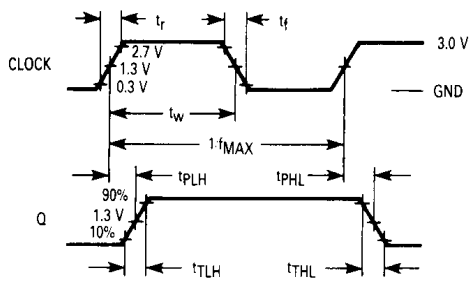 tr
tf
2.7 V
3.0 V
CLOCK
1.3 V
0.3 V
GND
tw
1/fMAX
tPLH
tPHL
90%
1.3 V
Q
10%
tTLH
tTHL